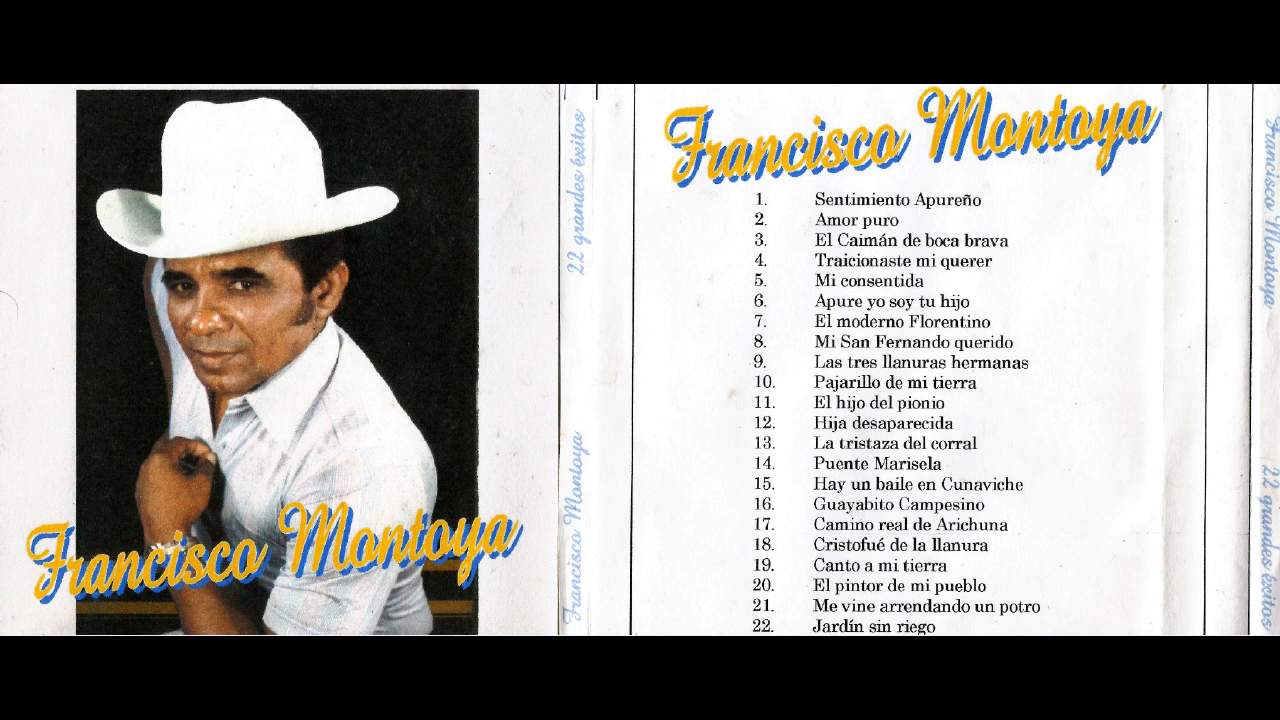 Francisco Montoya
22 grandes éxitos
Francisco Montoya
Francisco Montoya
1. Sentimiento Apureño
2. Amor puro
3. El Caimán de boca brava
4. Traicionaste mi querer
5. Mi consentida
6. Apure yo soy tu hijo
7. El moderno Florentino
8. Mi San Fernando querido
9. Las tres llanuras hermanas
10. Pajarillo de mi tierra
11. El hijo del pionio
12. Hija desaparecida
13. La tristaza del corral
14. Puente Marisela
15. Hay un baile en Cunaviche
16. Guayabito Campesino
17. Camino real de Arichuna
18. Cristofué de la llanura
19. Canto a mi tierra
20. El pintor de mi pueblo
21. Me vine arrendando un potro
22. Jardín sin riego
Francisco Montoya
22 grandes éxitos